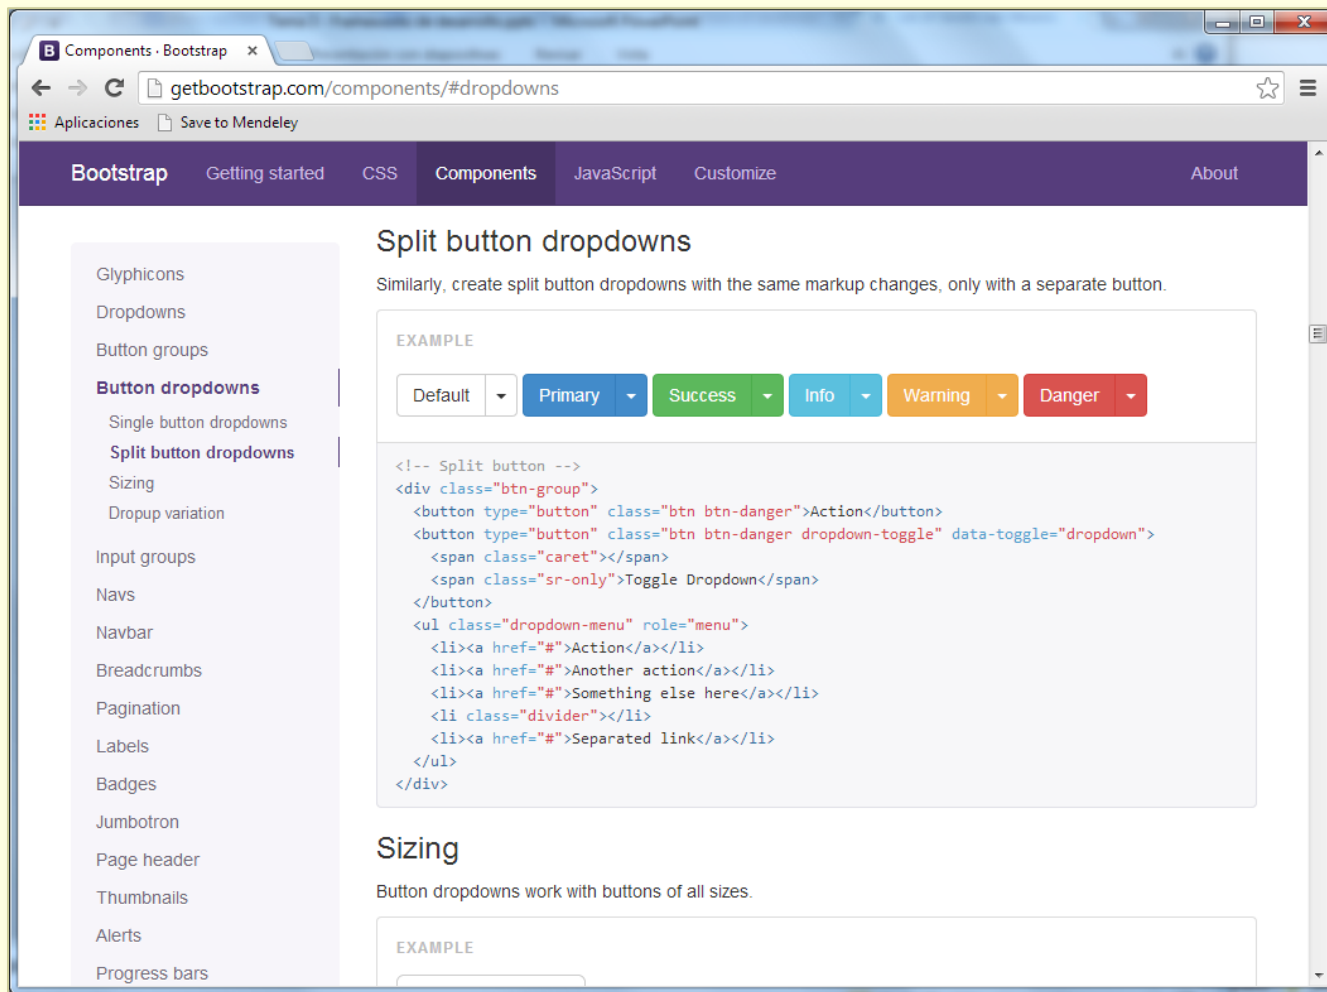 Components · Bootstrap
getbootstrap.com/components/#dropdowns
Aplicaciones Save to Mendeley
Bootstrap Getting started CSS Components JavaScript Customize About
Glyphicons
Dropdowns
Button groups
Button dropdowns
Single button dropdowns
Split button dropdowns
Sizing
Dropup variation
Input groups
Navs
Navbar
Breadcrumbs
Pagination
Labels
Badges
Jumbotron
Page header
Thumbnails
Alerts
Progress bars
Split button dropdowns
Similarly, create split button dropdowns with the same markup changes, only with a separate button.
EXAMPLE
Default Primary Success Info Warning Danger
<!-- Split button -->
<div class="btn-group">
  <button type="button" class="btn btn-danger">Action</button>
  <button type="button" class="btn btn-danger dropdown-toggle" data-toggle="dropdown">
    <span class="caret"></span>
    <span class="sr-only">Toggle Dropdown</span>
  </button>
  <ul class="dropdown-menu" role="menu">
    <li><a href="#">Action</a></li>
    <li><a href="#">Another action</a></li>
    <li><a href="#">Something else here</a></li>
    <li class="divider"></li>
    <li><a href="#">Separated link</a></li>
  </ul>
</div>
Sizing
Button dropdowns work with buttons of all sizes.
EXAMPLE